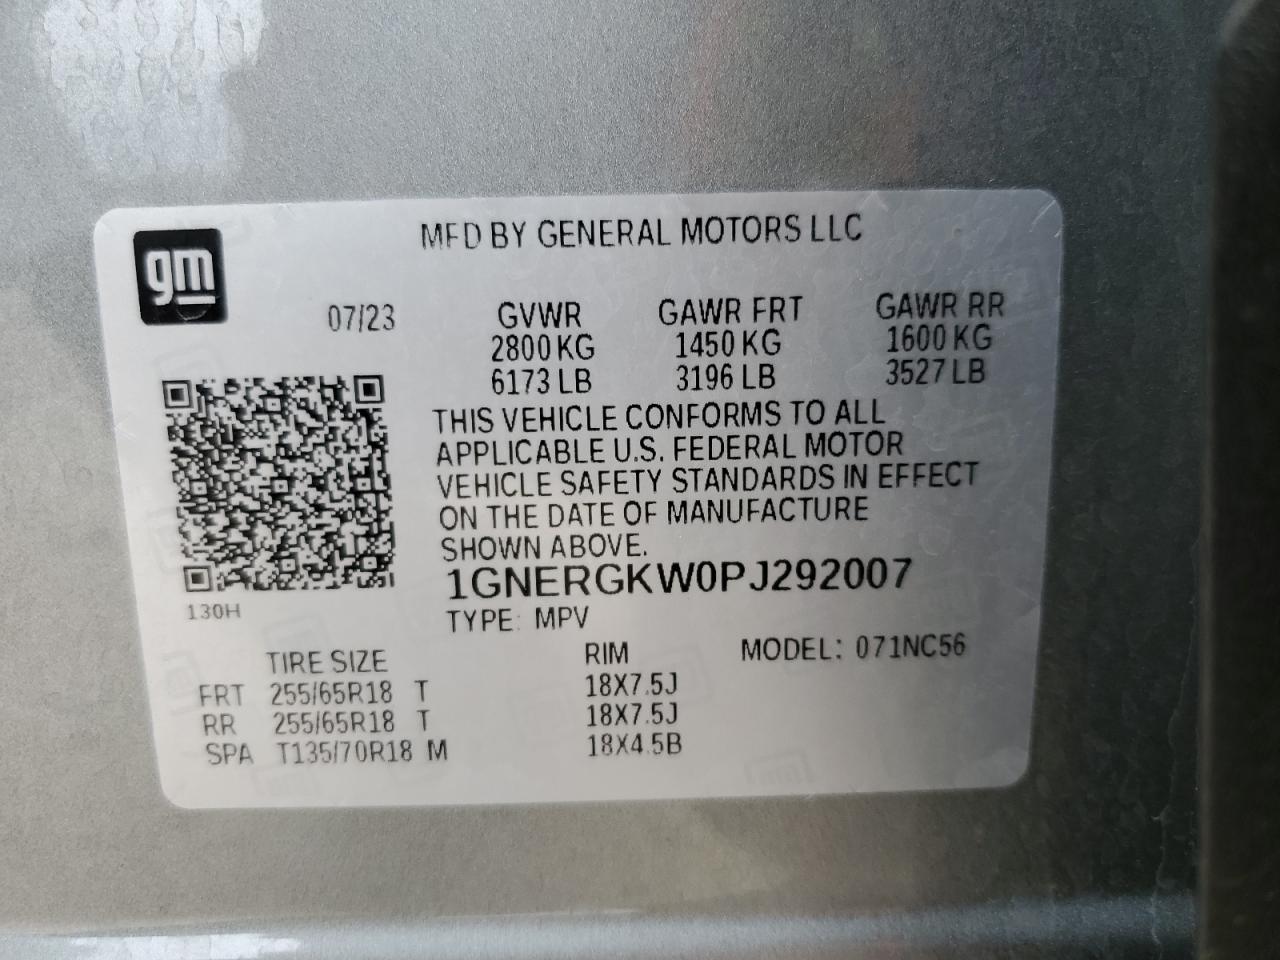 gm
MFD BY GENERAL MOTORS LLC
07/23 GVWR GAWR FRT GAWR RR
2800 KG 1450 KG 1600 KG
6173 LB 3196 LB 3527 LB
THIS VEHICLE CONFORMS TO ALL
APPLICABLE U.S. FEDERAL MOTOR
VEHICLE SAFETY STANDARDS IN EFFECT
ON THE DATE OF MANUFACTURE
SHOWN ABOVE.
1GNERGKW0PJ292007
130H
TYPE: MPV
TIRE SIZE RIM MODEL: 071NC56
FRT 255/65R18 T 18X7.5J
RR 255/65R18 T 18X7.5J
SPA T135/70R18 M 18X4.5B